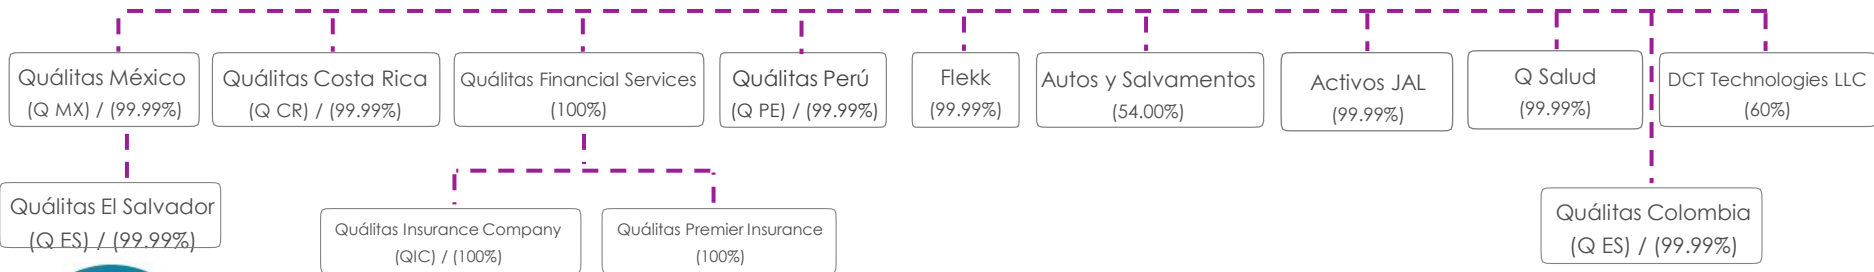 Quálitas México
(Q MX) / (99.99%)
Quálitas Costa Rica
(Q CR) / (99.99%)
Quálitas Financial Services
(100%)
Quálitas Perú
(Q PE) / (99.99%)
Flekk
(99.99%)
Autos y Salvamentos
(54.00%)
Activos JAL
(99.99%)
Q Salud
(99.99%)
DCT Technologies LLC
(60%)
Quálitas El Salvador
(Q ES) / (99.99%)
Quálitas Insurance Company
(QIC) / (100%)
Quálitas Premier Insurance
(100%)
Quálitas Colombia
(Q ES) / (99.99%)